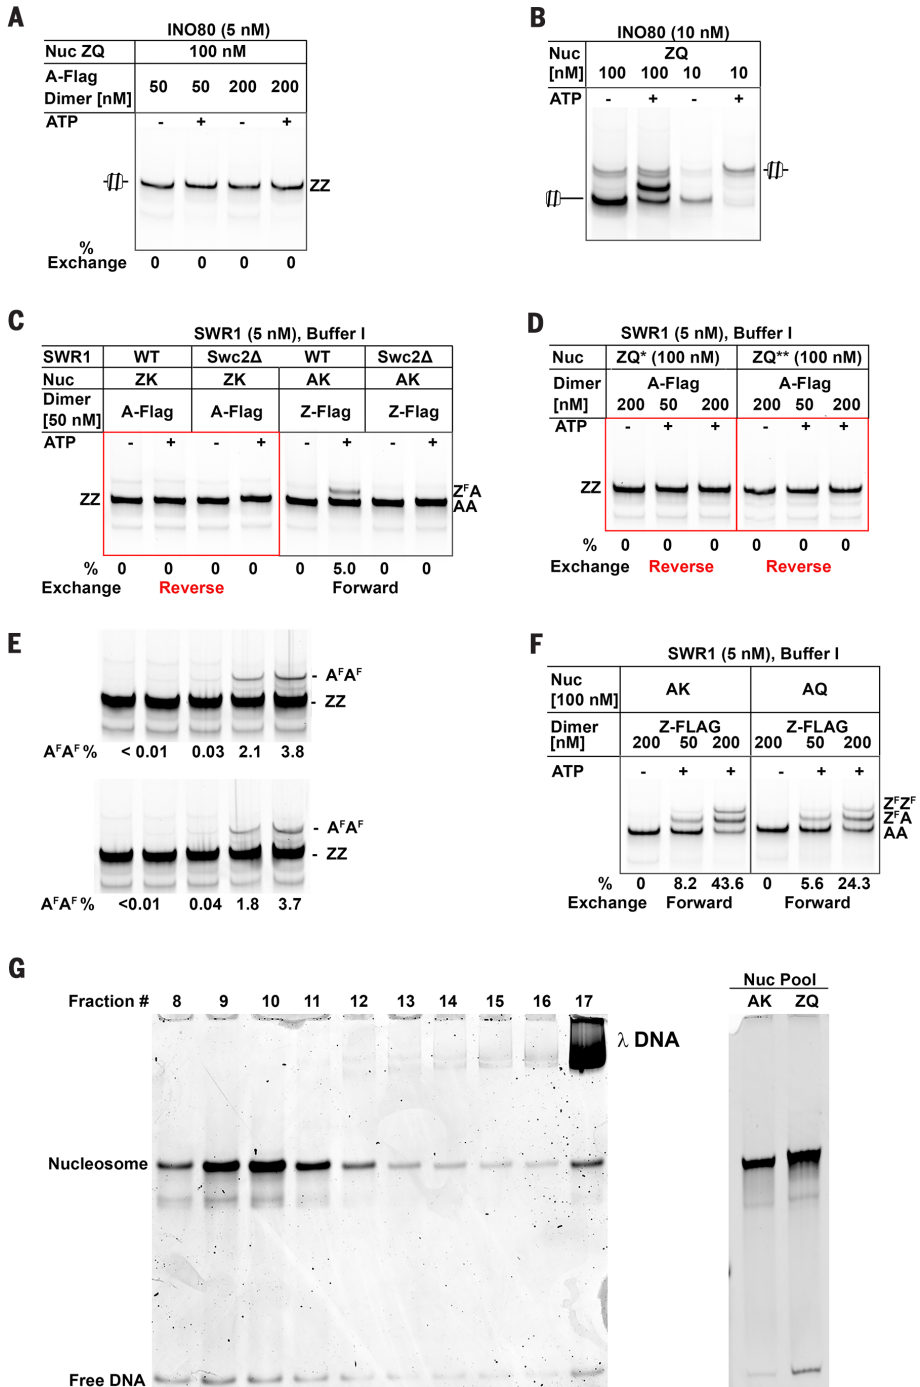 A
INO80 (5 nM)
Nuc ZQ 100 nM
A-Flag
Dimer [nM] 50 50 200 200
ATP - + - +
ZZ
%
Exchange 0 0 0 0
B
INO80 (10 nM)
Nuc ZQ
[nM] 100 100 10 10
ATP - + - +
C
SWR1 (5 nM), Buffer I
SWR1 WT Swc2Δ WT Swc2Δ
Nuc ZK ZK AK AK
Dimer
[50 nM] A-Flag A-Flag Z-Flag Z-Flag
ATP - + - + - + - +
ZZ
ZFA
AA
% 0 0 0 0 0 5.0 0 0
Exchange Reverse Forward
D
SWR1 (5 nM), Buffer I
Nuc ZQ* (100 nM) ZQ** (100 nM)
Dimer A-Flag A-Flag
[nM] 200 50 200 200 50 200
ATP - + + - + +
ZZ
% 0 0 0 0 0 0
Exchange Reverse Reverse
E
- AFAF
- ZZ
AFAF % < 0.01 0.03 2.1 3.8
- AFAF
- ZZ
AFAF % <0.01 0.04 1.8 3.7
F
SWR1 (5 nM), Buffer I
Nuc
[100 nM] AK AQ
Dimer Z-FLAG Z-FLAG
[nM] 200 50 200 200 50 200
ATP - + + - + +
ZFZF
ZFA
AA
% 0 8.2 43.6 0 5.6 24.3
Exchange Forward Forward
G
Fraction # 8 9 10 11 12 13 14 15 16 17
λ DNA
Nucleosome
Free DNA
Nuc Pool
AK ZQ